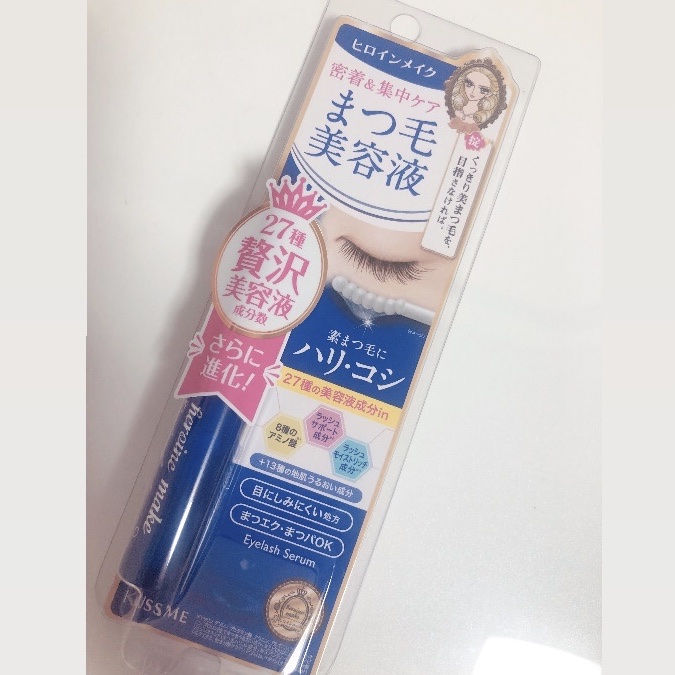 ヒロインメイク
密着&集中ケア
まつ毛
美容液
掟
くっきり美まつ毛を、
目指さなければ。
27種
贅沢
美容液
成分数
さらに
進化!
素まつ毛に
ハリ・コシ
27種の美容液成分in
8種の
アミノ酸
ラッシュ
サポート
成分
ラッシュ
モイストリッチ
成分
+13種の地肌うるおい成分
目にしみにくい処方
まつエク・まつパOK
Eyelash Serum
heroine make
KISSME